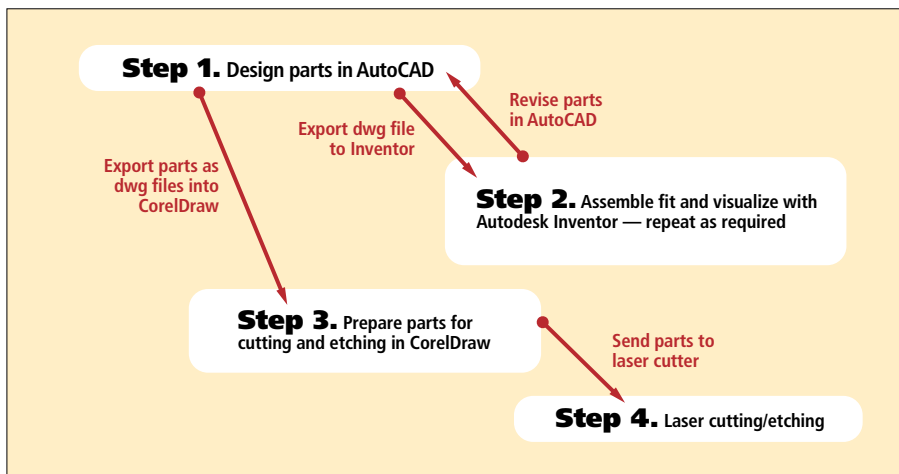 Step 1. Design parts in AutoCAD
Revise parts
in AutoCAD
Export dwg file
to Inventor
Export parts as
dwg files into
CorelDraw
Step 2. Assemble fit and visualize with
Autodesk Inventor — repeat as required
Step 3. Prepare parts for
cutting and etching in CorelDraw
Send parts to
laser cutter
Step 4. Laser cutting/etching